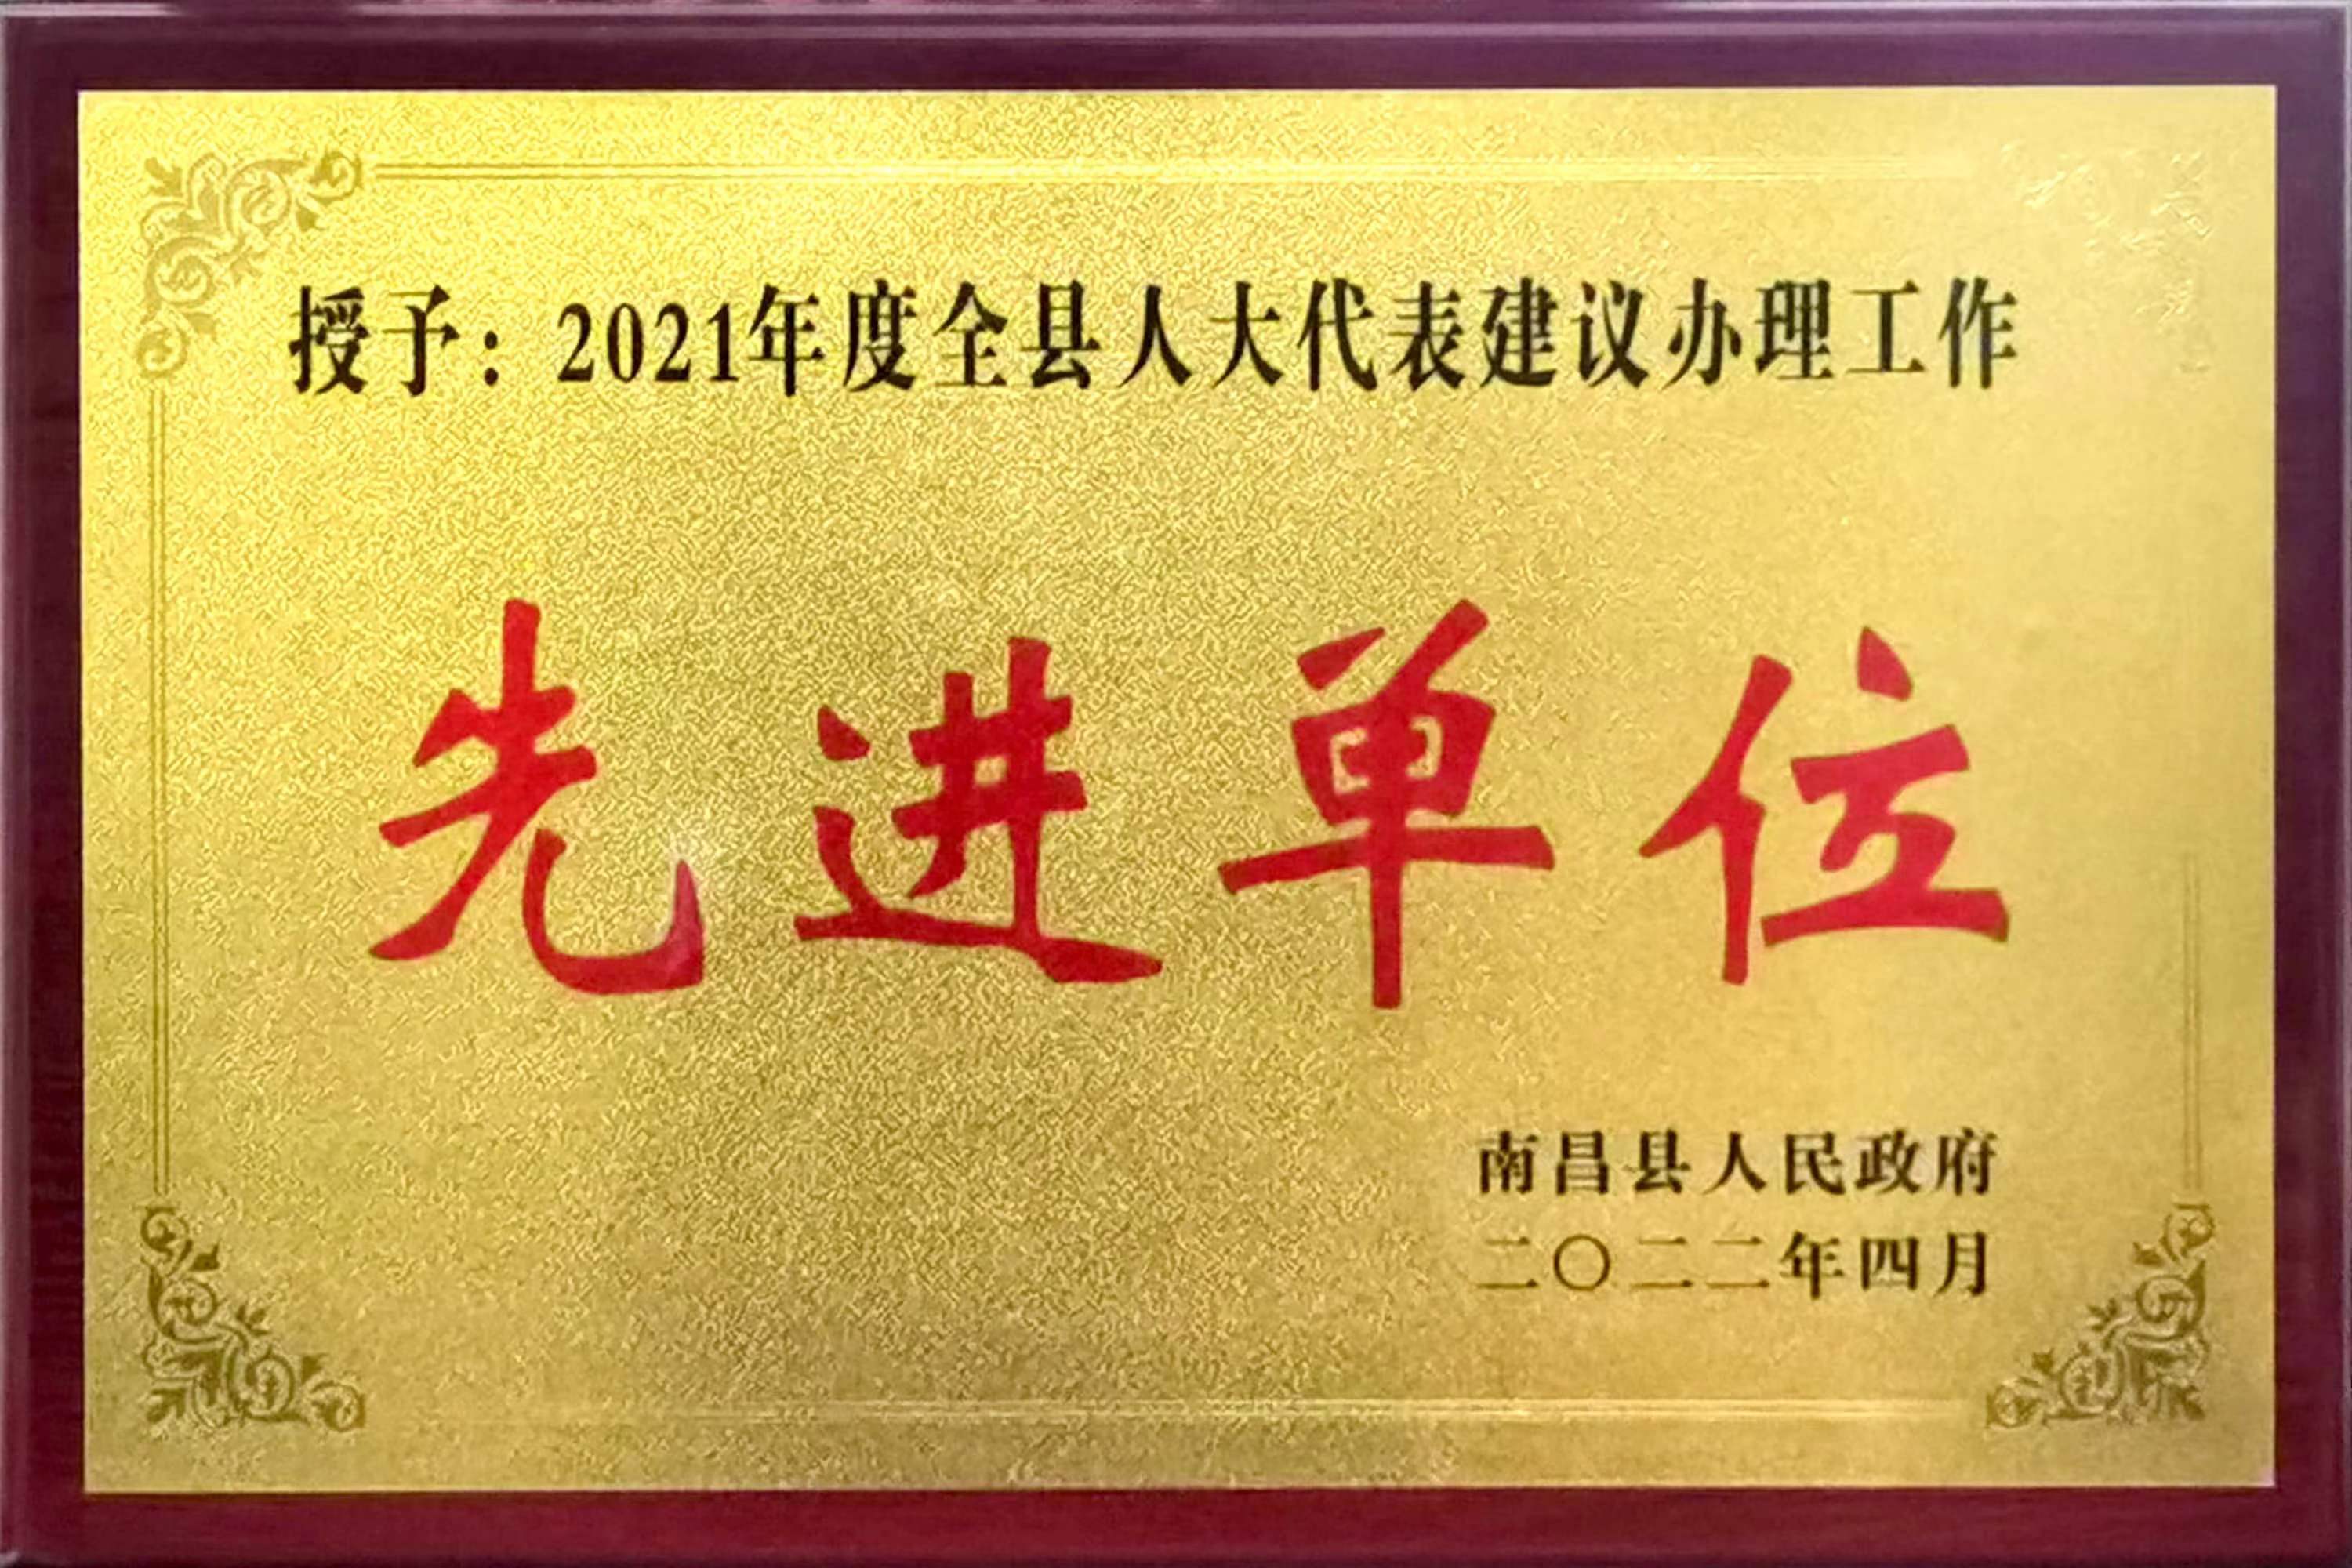 授予：2021年度全县人大代表建议办理工作
先进单位
南昌县人民政府
二〇二二年四月